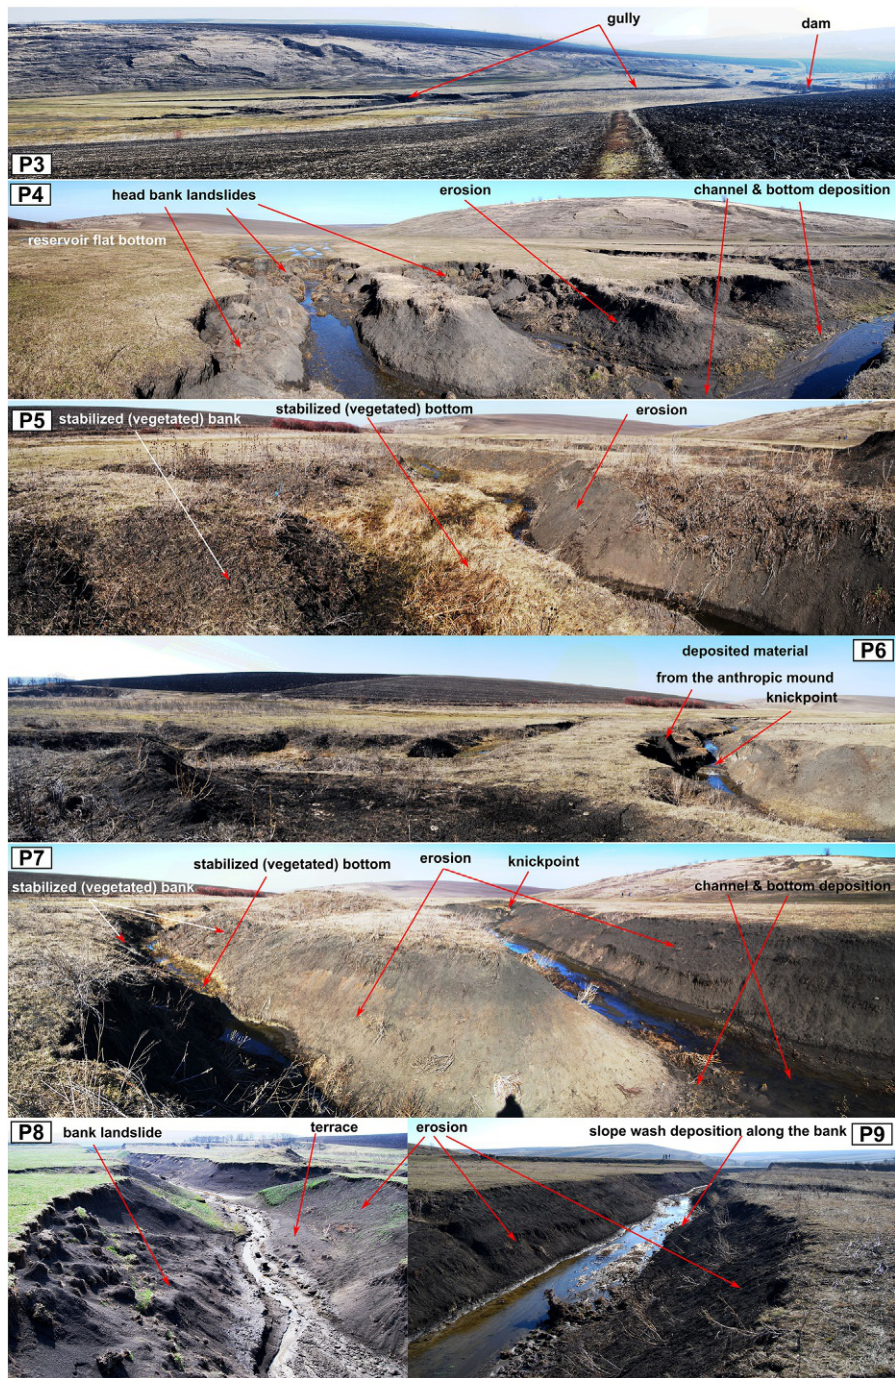 gully
dam
P3
P4
head bank landslides
erosion
channel & bottom deposition
reservoir flat bottom
P5
stabilized (vegetated) bank
stabilized (vegetated) bottom
erosion
deposited material
P6
from the anthropic mound
knickpoint
P7
stabilized (vegetated) bottom
erosion
knickpoint
stabilized (vegetated) bank
channel & bottom deposition
P8
bank landslide
terrace
erosion
slope wash deposition along the bank
P9